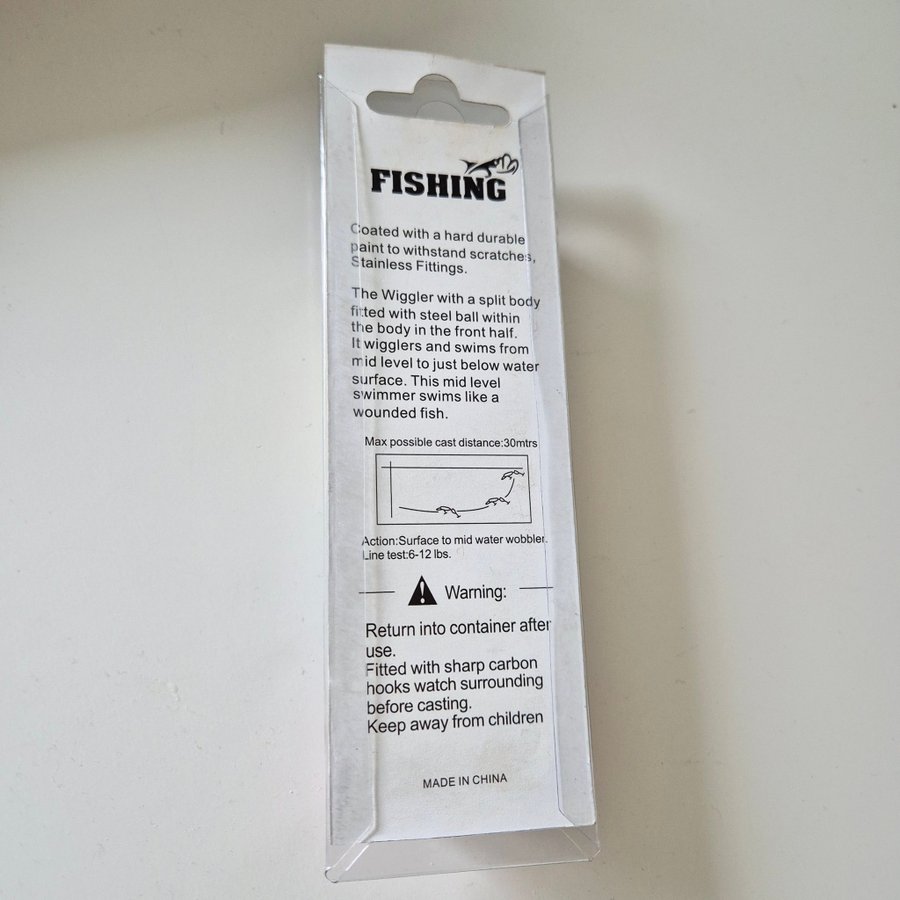 FISHING
Coated with a hard durable
paint to withstand scratches,
Stainless Fittings.
The Wiggler with a split body
fitted with steel ball within
the body in the front half.
It wigglers and swims from
mid level to just below water
surface. This mid level
swimmer swims like a
wounded fish.
Max possible cast distance:30mtrs
Action:Surface to mid water wobbler.
Line test:6-12 lbs.
Warning:
Return into container after
use.
Fitted with sharp carbon
hooks watch surrounding
before casting.
Keep away from children
MADE IN CHINA